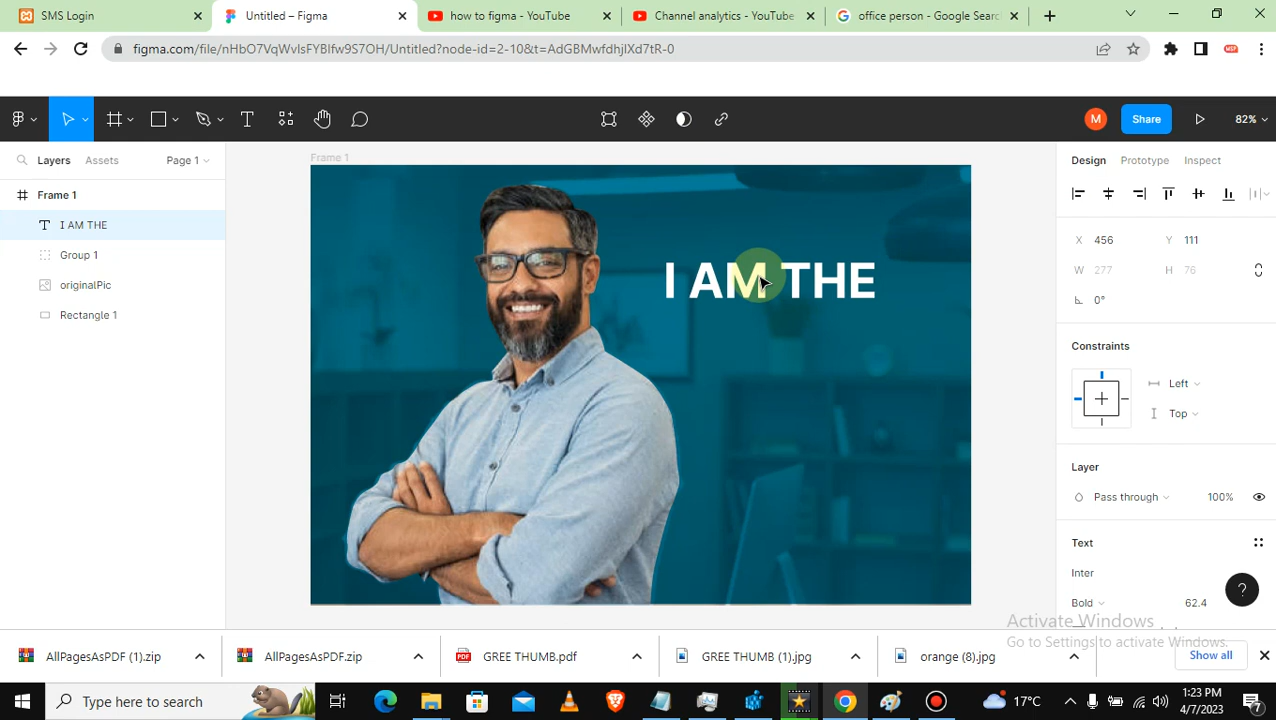 SMS Login
Untitled – Figma
how to figma - YouTube
Channel analytics - YouTube
office person - Google Search
figma.com/file/nHbO7VqWvlsFYBlfw9S7OH/Untitled?node-id=2-10&t=AdGBMwfdhjlXd7tR-0
M
Share
82%
Layers
Assets
Page 1
Frame 1
I AM THE
Group 1
originalPic
Rectangle 1
Frame 1
I AM THE
Design
Prototype
Inspect
X 456
Y 111
W 277
H 76
0°
Constraints
Left
Top
Layer
Pass through
100%
Text
Inter
Bold
62.4
?
Activate Windows
Go to Settings to activate Windows.
AllPagesAsPDF (1).zip
AllPagesAsPDF.zip
GREE THUMB.pdf
GREE THUMB (1).jpg
orange (8).jpg
Show all
Type here to search
17°C
1:23 PM
4/7/2023
7